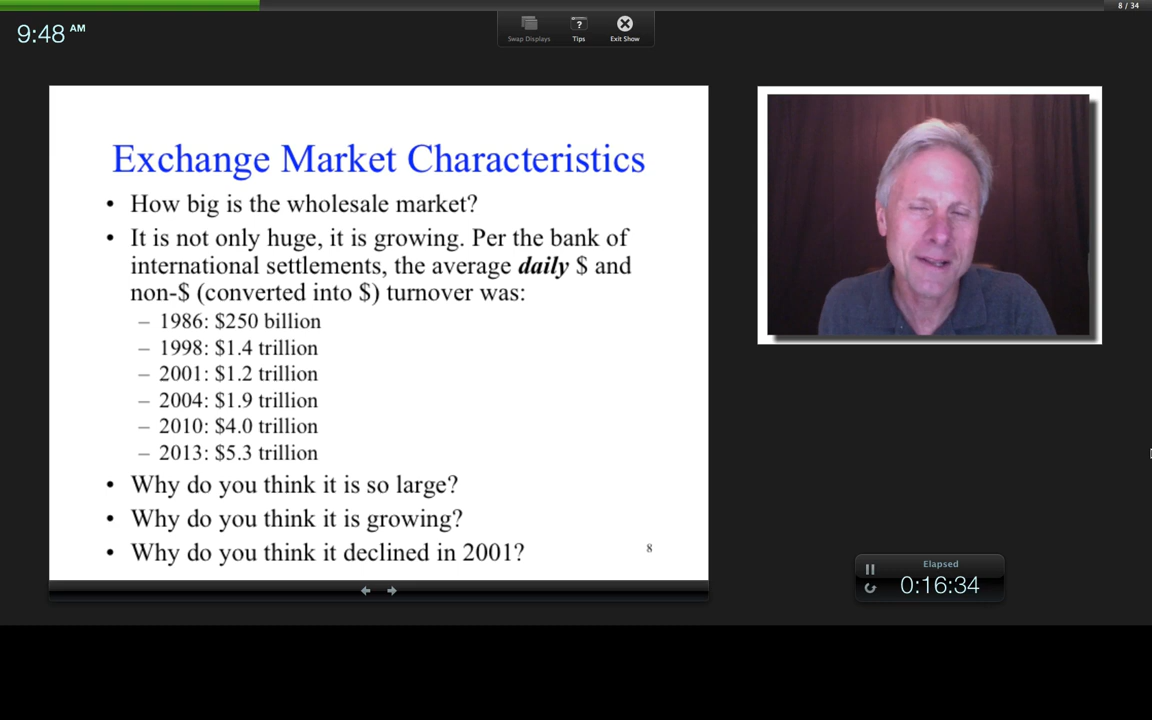 8 / 34
9:48 AM
Swap Displays
Tips
Exit Show
Exchange Market Characteristics
• How big is the wholesale market?
• It is not only huge, it is growing. Per the bank of
international settlements, the average daily $ and
non-$ (converted into $) turnover was:
– 1986: $250 billion
– 1998: $1.4 trillion
– 2001: $1.2 trillion
– 2004: $1.9 trillion
– 2010: $4.0 trillion
– 2013: $5.3 trillion
• Why do you think it is so large?
• Why do you think it is growing?
• Why do you think it declined in 2001?
8
Elapsed
0:16:34